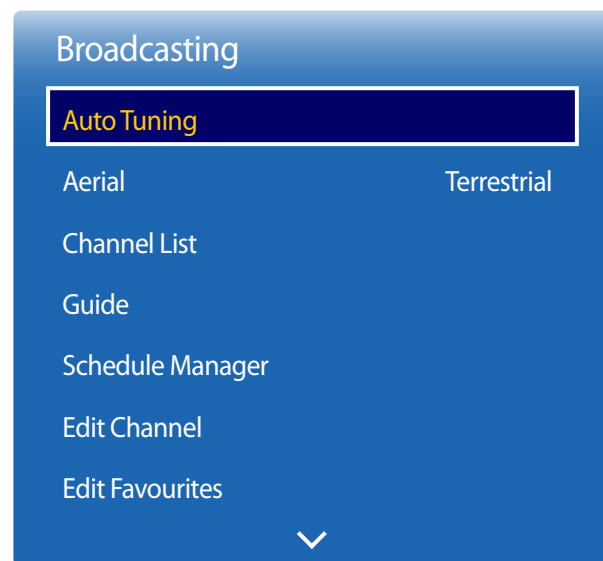 Broadcasting
Auto Tuning
Aerial Terrestrial
Channel List
Guide
Schedule Manager
Edit Channel
Edit Favourites